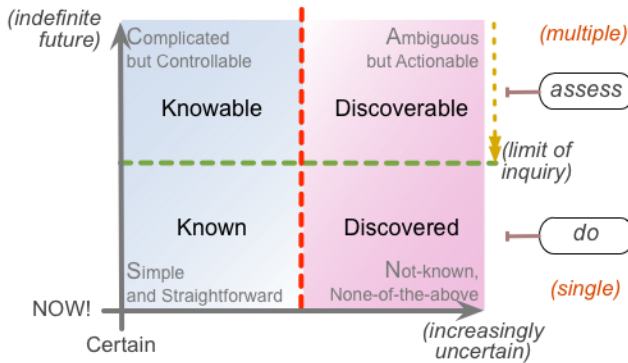 (indefinite
future)
Complicated
but Controllable
Ambiguous
but Actionable
(multiple)
Knowable
Discoverable
assess
(limit of
inquiry)
Known
Discovered
do
Simple
and Straightforward
Not-known,
None-of-the-above
(single)
NOW!
Certain
(increasingly
uncertain)